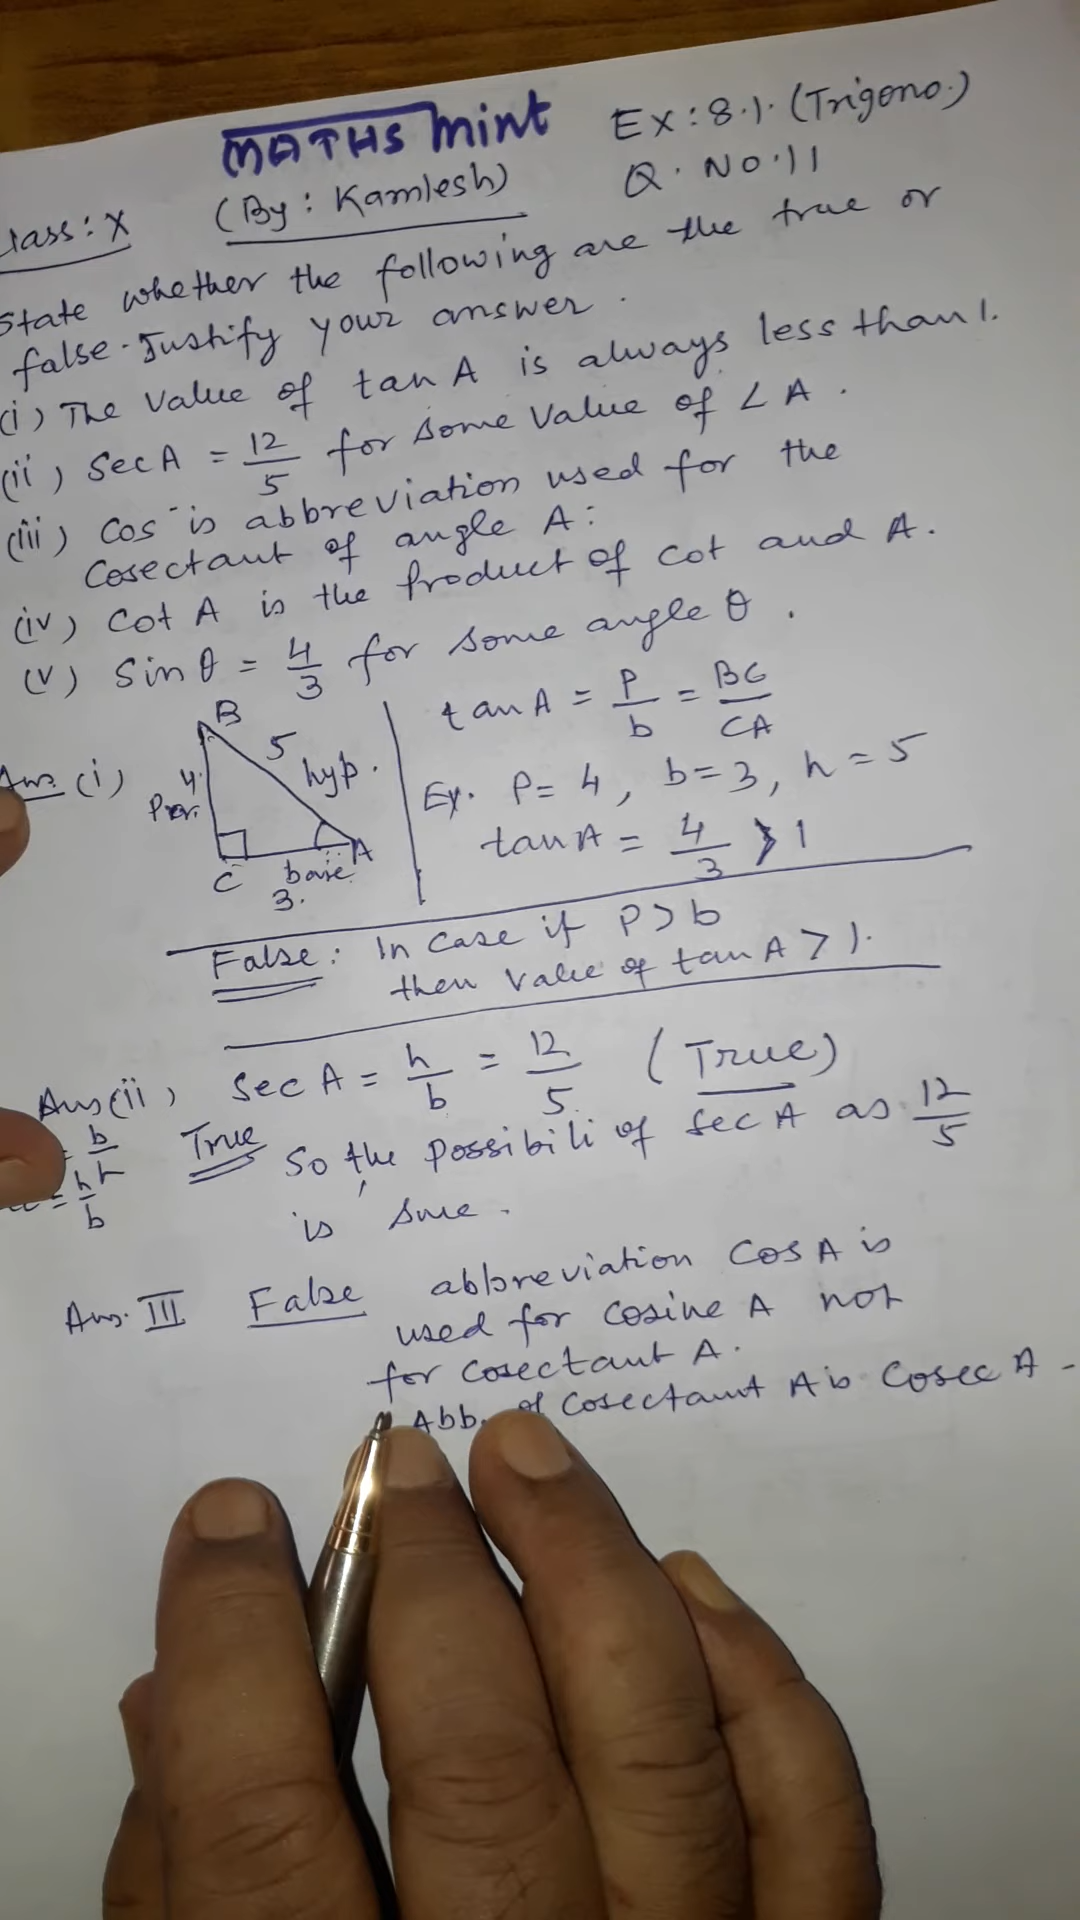 MATHS mint Ex: 8.1. (Trigono.)
(By: Kamlesh) Q. No. 11
lass: X
State whether the following are the true or
false. Justify your answer.
(i) The value of tan A is always less than 1.
(ii) Sec A = 12/5 for some value of ∠A.
(iii) Cos is abbreviation used for the
Cosectant of angle A:
(iv) Cot A is the product of cot and A.
(v) Sin θ = 4/3 for some angle θ.
Ans. (i)
B
5
hyp.
4
Per.
C
base
3.
A
tan A = P/b = BC/CA
Ex. P = 4, b = 3, h = 5
tan A = 4/3 > 1
False: In case if P > b
then value of tan A > 1.
Ans (ii) Sec A = h/b = 12/5 (True)
= b/h
= h/b
True So the possibili of sec A as 12/5
is sure.
Ans. III False abbreviation Cos A is
used for cosine A not
for cosectant A.
Abb. of Cosectant A is Cosec A -